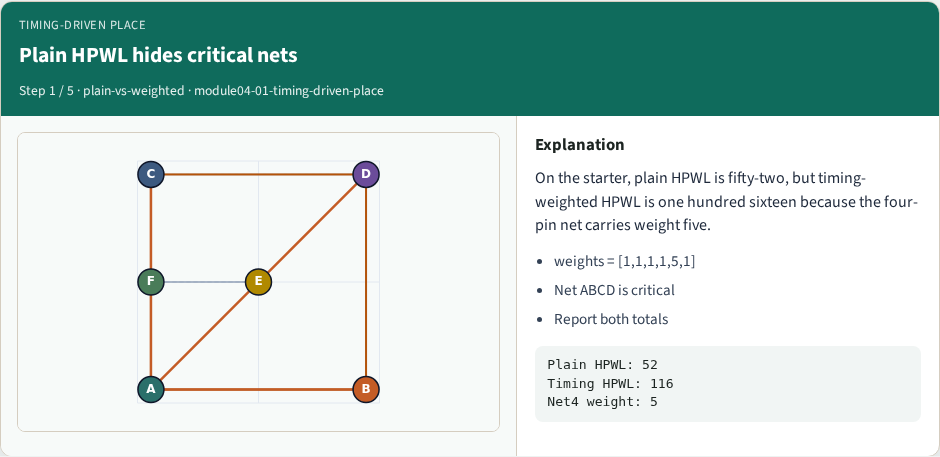 TIMING-DRIVEN PLACE
Plain HPWL hides critical nets
Step 1 / 5 · plain-vs-weighted · module04-01-timing-driven-place
C
D
F
E
A
B
Explanation
On the starter, plain HPWL is fifty-two, but timing-
weighted HPWL is one hundred sixteen because the four-
pin net carries weight five.
• weights = [1,1,1,1,5,1]
• Net ABCD is critical
• Report both totals
Plain HPWL: 52
Timing HPWL: 116
Net4 weight: 5